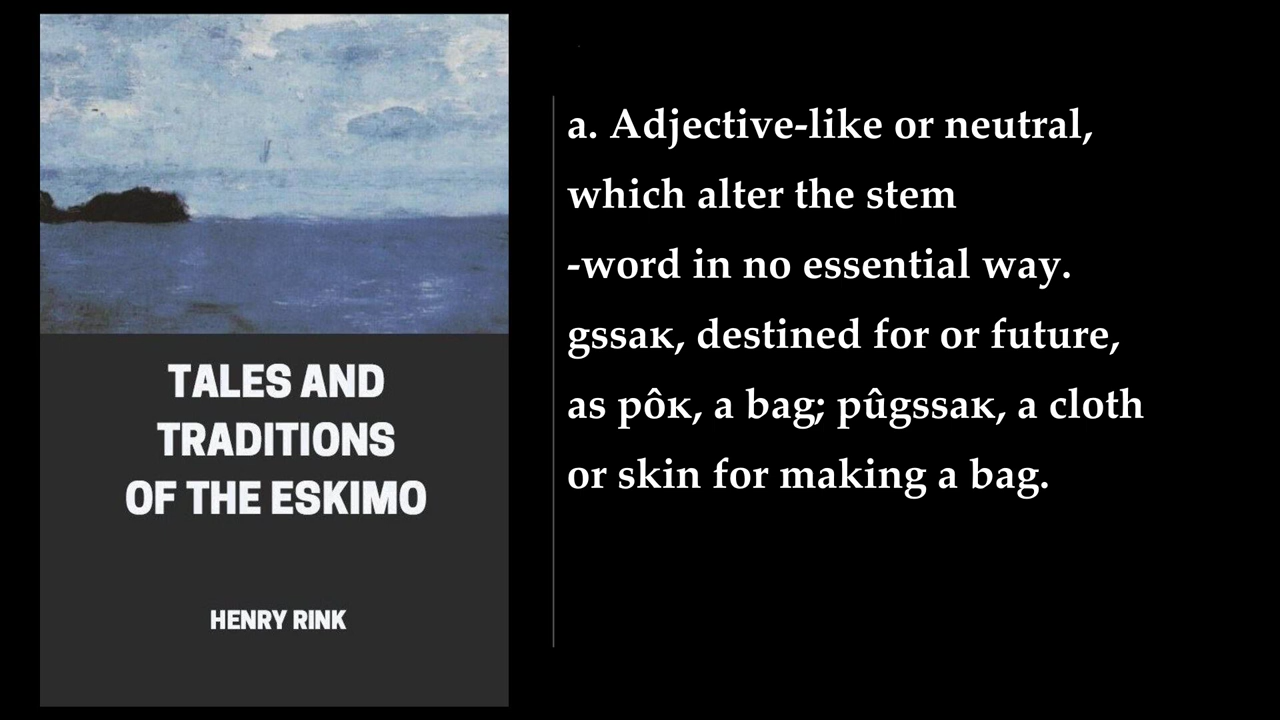 TALES AND
TRADITIONS
OF THE ESKIMO
HENRY RINK
a. Adjective-like or neutral,
which alter the stem
-word in no essential way.
gssaĸ, destined for or future,
as pôĸ, a bag; pûgssaĸ, a cloth
or skin for making a bag.